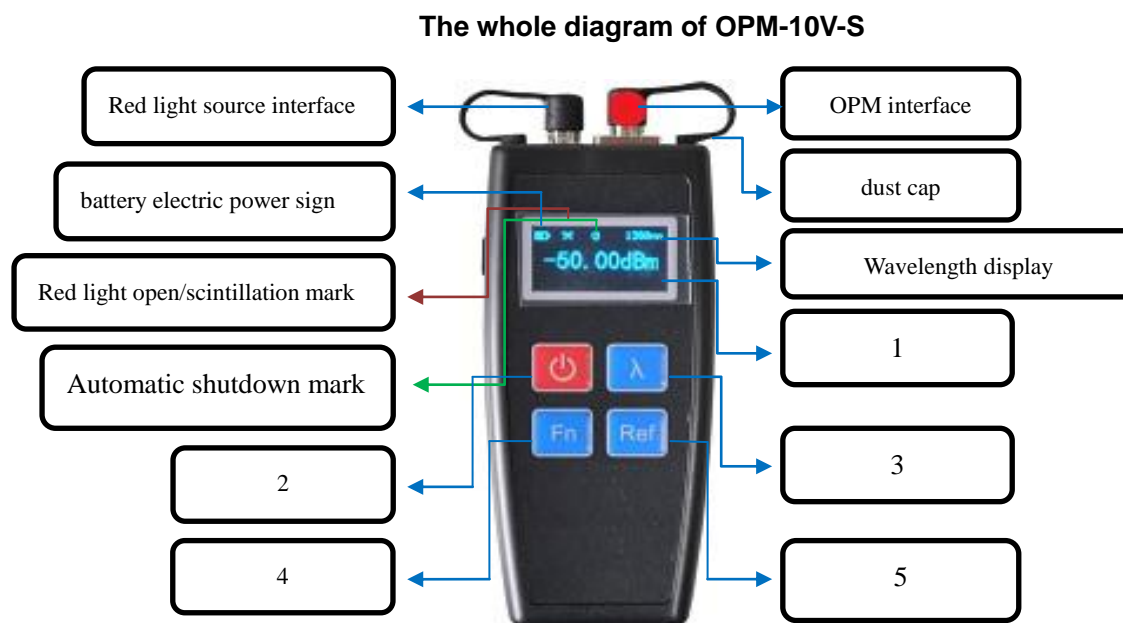 The whole diagram of OPM-10V-S
Red light source interface
OPM interface
battery electric power sign
dust cap
-50.00dBm
Wavelength display
Red light open/scintillation mark
1
Automatic shutdown mark
λ
Fn
Ref
2
3
4
5